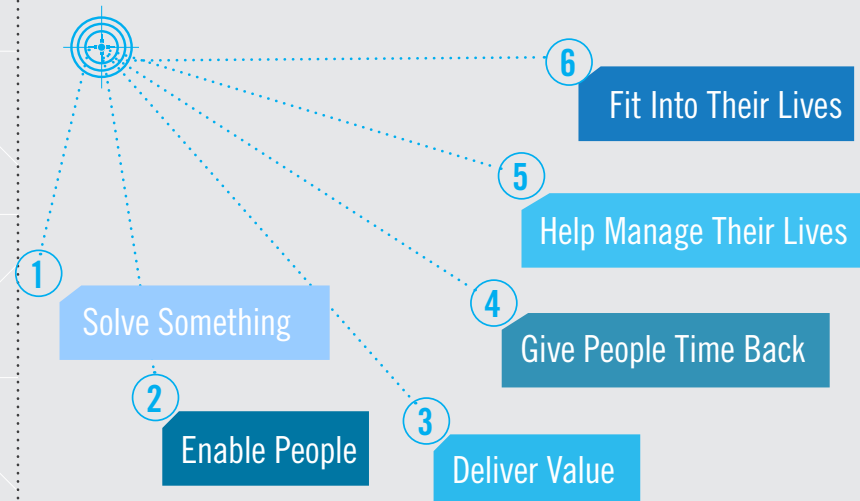 1
Solve Something
2
Enable People
3
Deliver Value
4
Give People Time Back
5
Help Manage Their Lives
6
Fit Into Their Lives